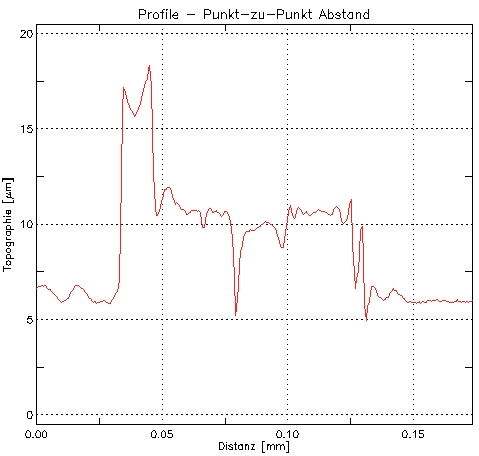 Profile - Punkt-zu-Punkt Abstand
20
15
10
5
0
Topographie [µm]
0.00 0.05 0.10 0.15
Distanz [mm]